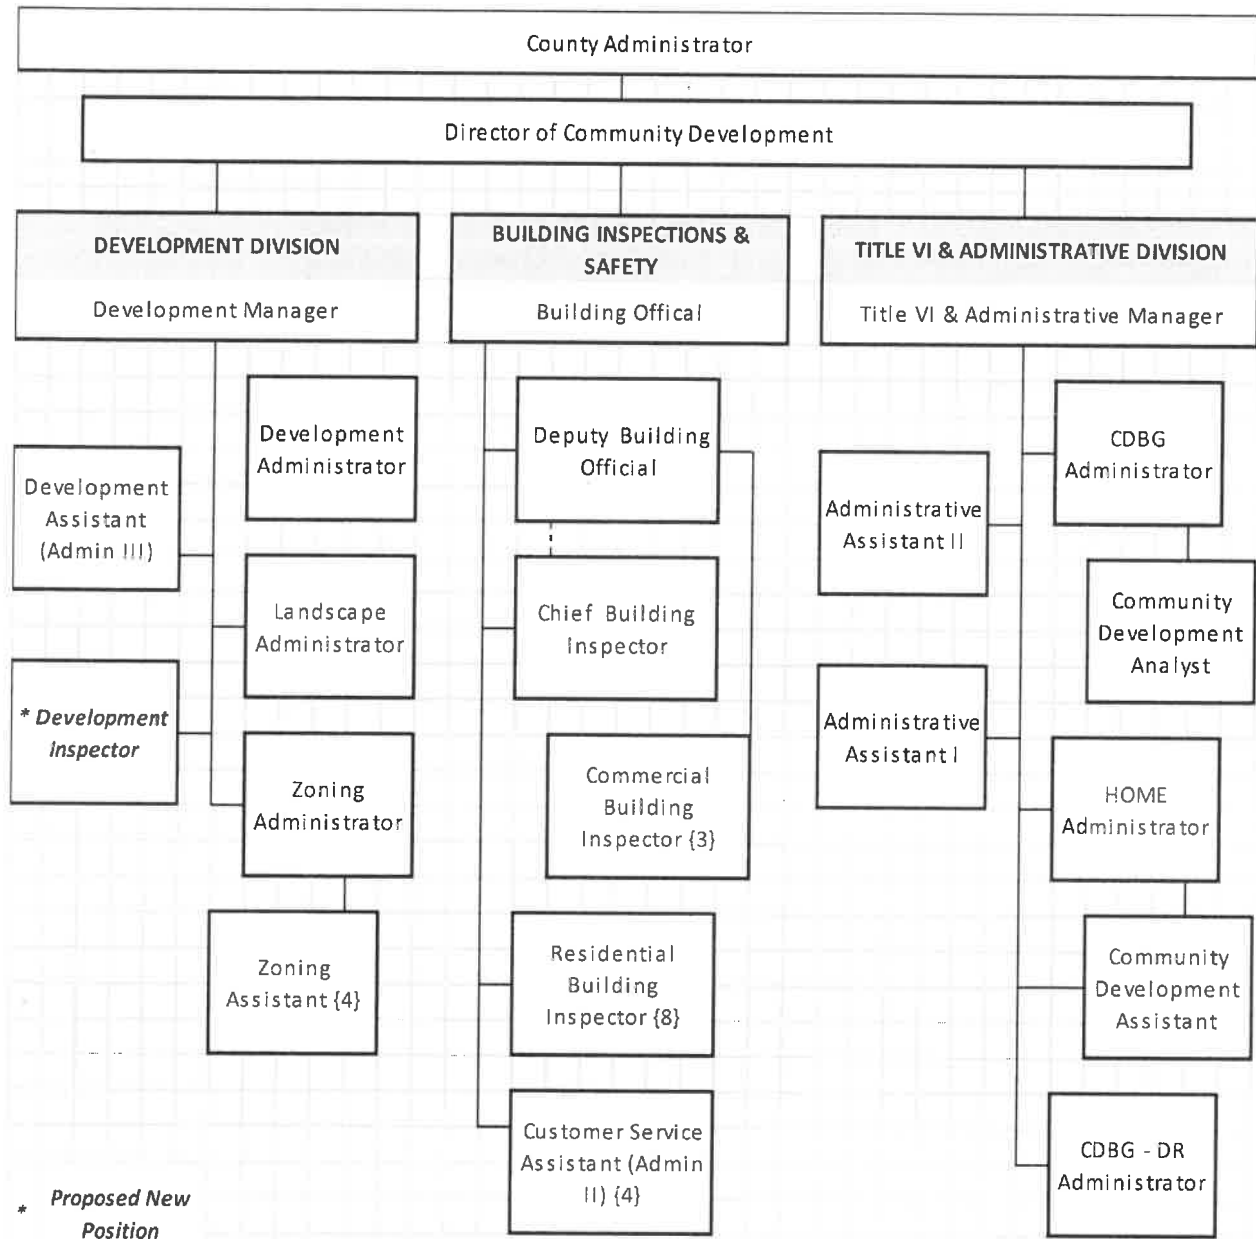 County Administrator
Director of Community Development
DEVELOPMENT DIVISION
Development Manager
Development
Administrator
Development
Assistant
(Admin III)
Landscape
Administrator
* Development
Inspector
Zoning
Administrator
Zoning
Assistant {4}
BUILDING INSPECTIONS &
SAFETY
Building Offical
Deputy Building
Official
Chief Building
Inspector
Commercial
Building
Inspector {3}
Residential
Building
Inspector {8}
Customer Service
Assistant (Admin
II) {4}
TITLE VI & ADMINISTRATIVE DIVISION
Title VI & Administrative Manager
CDBG
Administrator
Administrative
Assistant II
Community
Development
Analyst
Administrative
Assistant I
HOME
Administrator
Community
Development
Assistant
CDBG - DR
Administrator
* Proposed New
Position